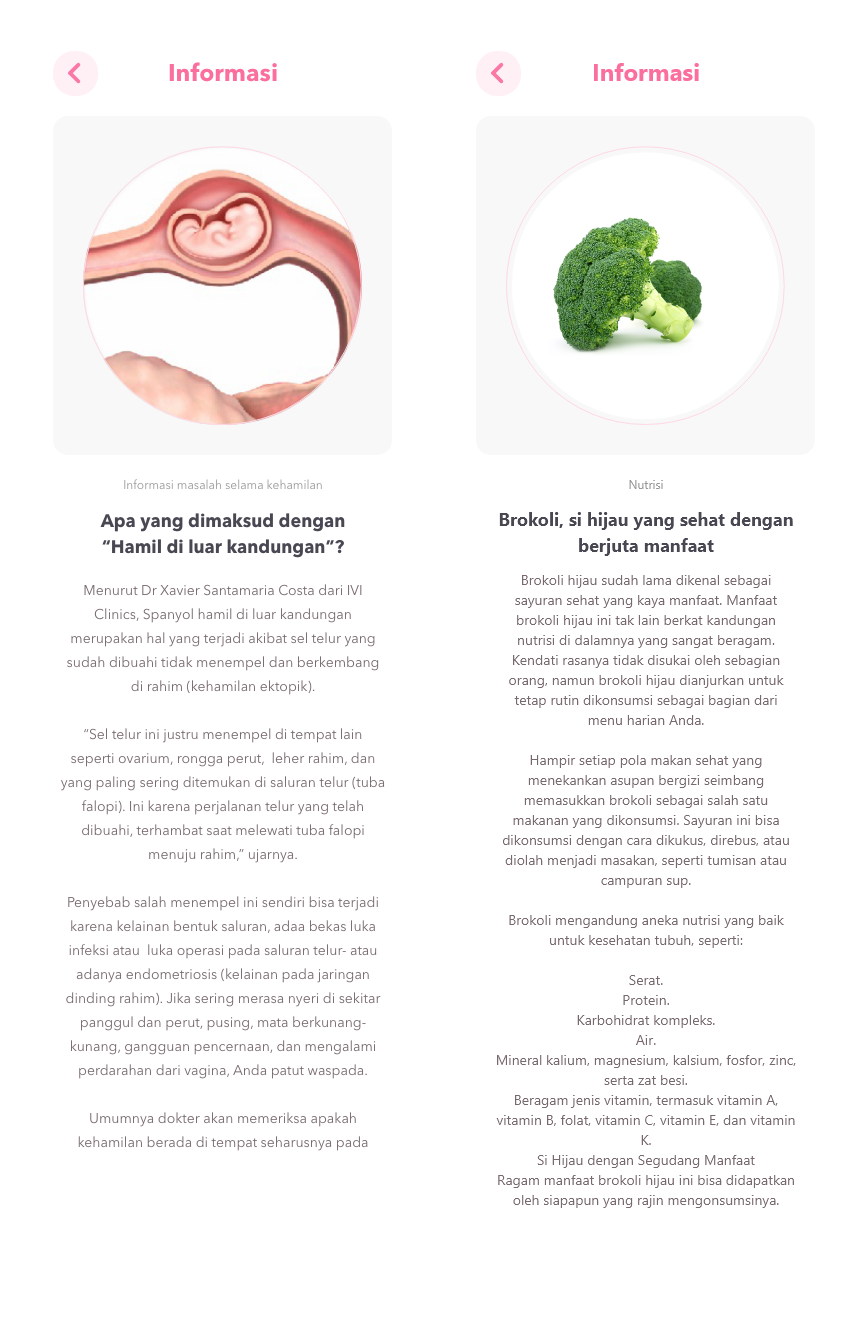 Informasi
Informasi masalah selama kehamilan
Apa yang dimaksud dengan
“Hamil di luar kandungan”?
Menurut Dr Xavier Santamaria Costa dari IVI
Clinics, Spanyol hamil di luar kandungan
merupakan hal yang terjadi akibat sel telur yang
sudah dibuahi tidak menempel dan berkembang
di rahim (kehamilan ektopik).
“Sel telur ini justru menempel di tempat lain
seperti ovarium, rongga perut,  leher rahim, dan
yang paling sering ditemukan di saluran telur (tuba
falopi). Ini karena perjalanan telur yang telah
dibuahi, terhambat saat melewati tuba falopi
menuju rahim,” ujarnya.
Penyebab salah menempel ini sendiri bisa terjadi
karena kelainan bentuk saluran, adaa bekas luka
infeksi atau  luka operasi pada saluran telur- atau
adanya endometriosis (kelainan pada jaringan
dinding rahim). Jika sering merasa nyeri di sekitar
panggul dan perut, pusing, mata berkunang-
kunang, gangguan pencernaan, dan mengalami
perdarahan dari vagina, Anda patut waspada.
Umumnya dokter akan memeriksa apakah
kehamilan berada di tempat seharusnya pada
Informasi
Nutrisi
Brokoli, si hijau yang sehat dengan
berjuta manfaat
Brokoli hijau sudah lama dikenal sebagai
sayuran sehat yang kaya manfaat. Manfaat
brokoli hijau ini tak lain berkat kandungan
nutrisi di dalamnya yang sangat beragam.
Kendati rasanya tidak disukai oleh sebagian
orang, namun brokoli hijau dianjurkan untuk
tetap rutin dikonsumsi sebagai bagian dari
menu harian Anda.
Hampir setiap pola makan sehat yang
menekankan asupan bergizi seimbang
memasukkan brokoli sebagai salah satu
makanan yang dikonsumsi. Sayuran ini bisa
dikonsumsi dengan cara dikukus, direbus, atau
diolah menjadi masakan, seperti tumisan atau
campuran sup.
Brokoli mengandung aneka nutrisi yang baik
untuk kesehatan tubuh, seperti:
Serat.
Protein.
Karbohidrat kompleks.
Air.
Mineral kalium, magnesium, kalsium, fosfor, zinc,
serta zat besi.
Beragam jenis vitamin, termasuk vitamin A,
vitamin B, folat, vitamin C, vitamin E, dan vitamin
K.
Si Hijau dengan Segudang Manfaat
Ragam manfaat brokoli hijau ini bisa didapatkan
oleh siapapun yang rajin mengonsumsinya.